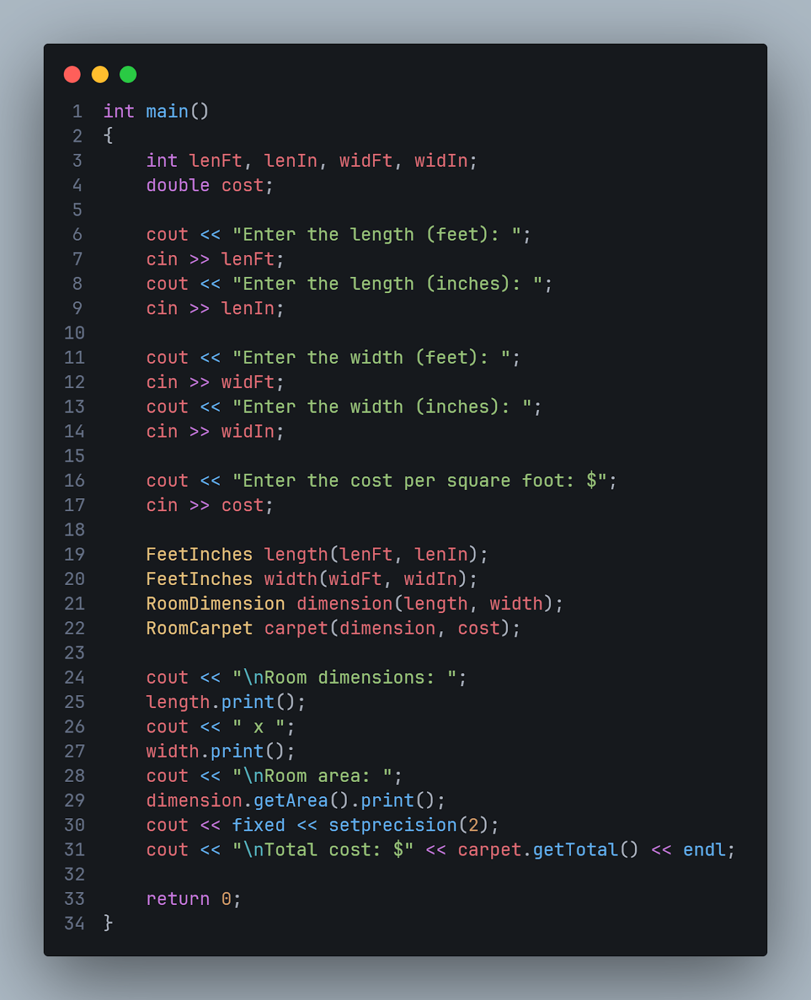 1 int main()
2 {
3     int lenFt, lenIn, widFt, widIn;
4     double cost;
5
6     cout << "Enter the length (feet): ";
7     cin >> lenFt;
8     cout << "Enter the length (inches): ";
9     cin >> lenIn;
10
11     cout << "Enter the width (feet): ";
12     cin >> widFt;
13     cout << "Enter the width (inches): ";
14     cin >> widIn;
15
16     cout << "Enter the cost per square foot: $";
17     cin >> cost;
18
19     FeetInches length(lenFt, lenIn);
20     FeetInches width(widFt, widIn);
21     RoomDimension dimension(length, width);
22     RoomCarpet carpet(dimension, cost);
23
24     cout << "\nRoom dimensions: ";
25     length.print();
26     cout << " x ";
27     width.print();
28     cout << "\nRoom area: ";
29     dimension.getArea().print();
30     cout << fixed << setprecision(2);
31     cout << "\nTotal cost: $" << carpet.getTotal() << endl;
32
33     return 0;
34 }